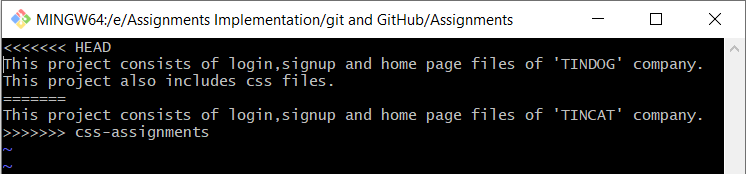 MINGW64:/e/Assignments Implementation/git and GitHub/Assignments
<<<<<<< HEAD
This project consists of login,signup and home page files of 'TINDOG' company.
This project also includes css files.
=======
This project consists of login,signup and home page files of 'TINCAT' company.
>>>>>>> css-assignments
~
~